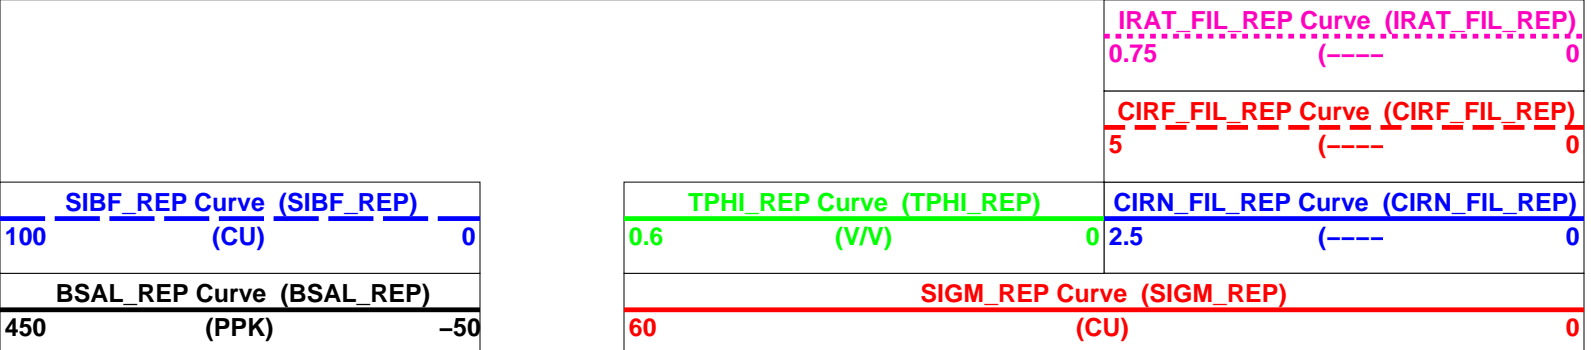 IRAT_FIL_REP Curve (IRAT_FIL_REP)
0.75 (---- 0
CIRF_FIL_REP Curve (CIRF_FIL_REP)
5 (---- 0
SIBF_REP Curve (SIBF_REP) TPHI_REP Curve (TPHI_REP) CIRN_FIL_REP Curve (CIRN_FIL_REP)
100 (CU) 0 0.6 (V/V) 0 2.5 (---- 0
BSAL_REP Curve (BSAL_REP) SIGM_REP Curve (SIGM_REP)
450 (PPK) -50 60 (CU) 0